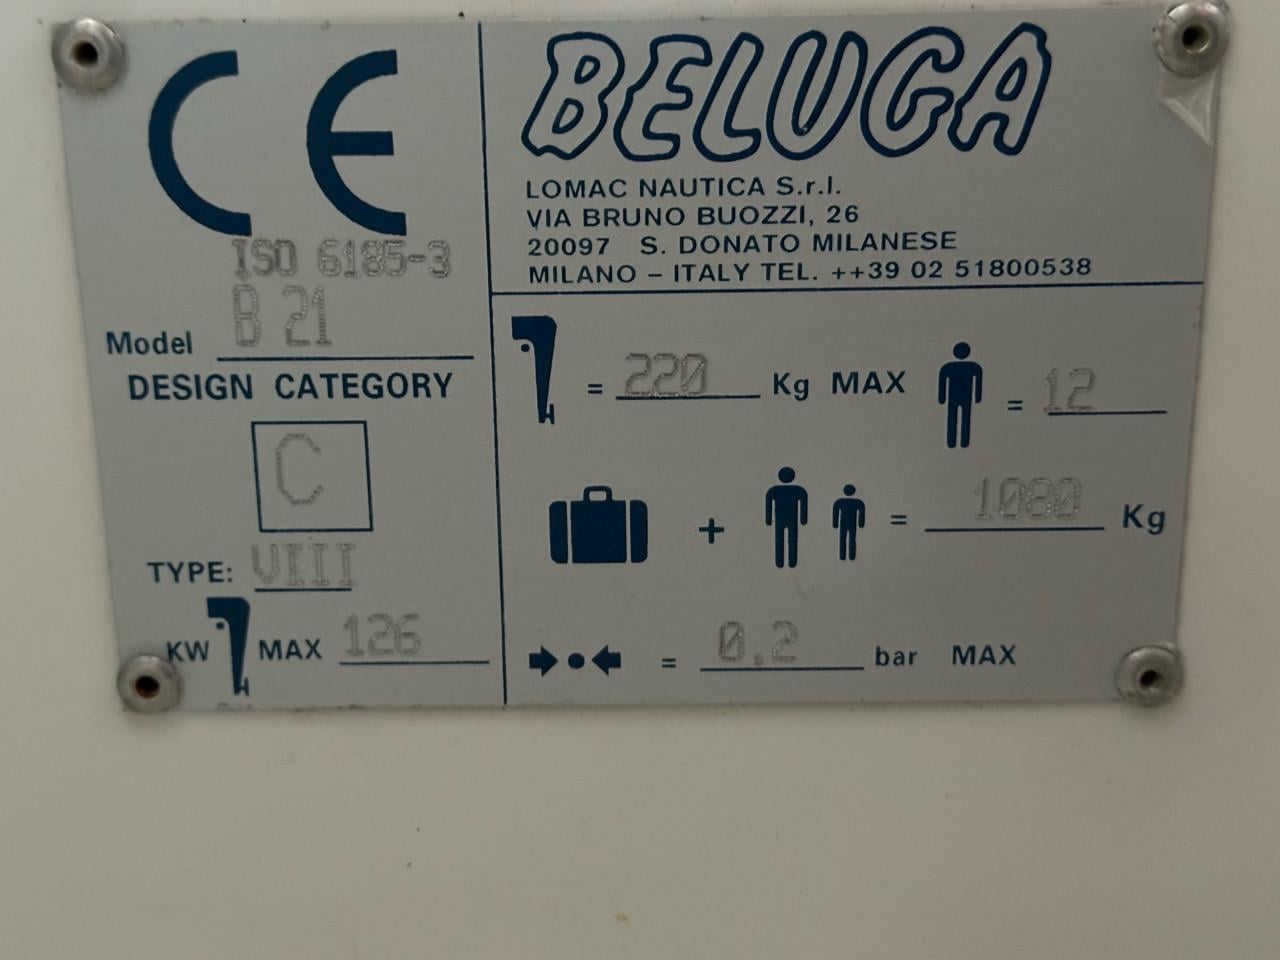 CE
ISO 6185-3
Model B 21
DESIGN CATEGORY
C
TYPE: VIII
KW MAX 126
BELUGA
LOMAC NAUTICA S.r.l.
VIA BRUNO BUOZZI, 26
20097 S. DONATO MILANESE
MILANO – ITALY TEL. ++39 02 51800538
= 220 Kg MAX = 12
+ = 1080 Kg
= 0.2 bar MAX